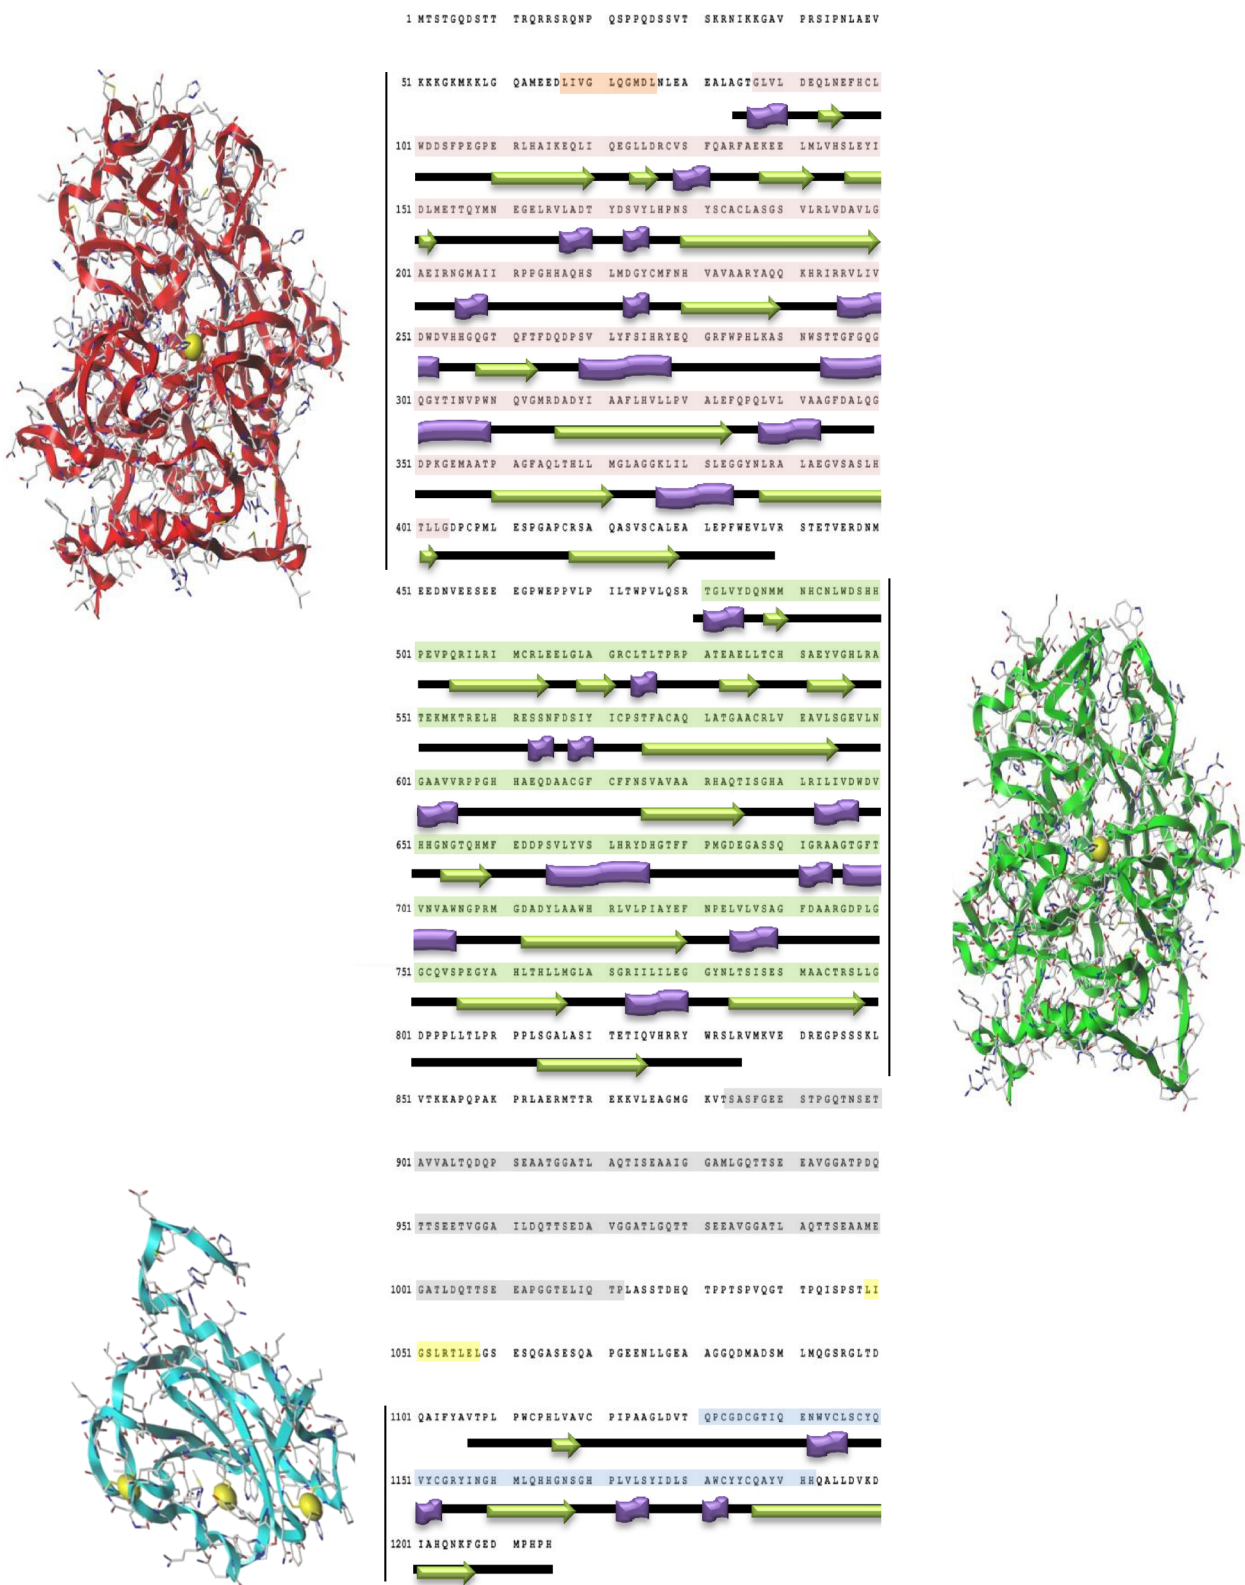 1 MTSTGQDSTT TRQRRSRQNP QSPPQDSSVT SKRNIKKGAV PRSIPNLAEV
51 KKKGKMKKLG QAMEEDLIVG LQGMDLNLEA EALAGTGLVL DEQLNEFHCL
101 WDDSFPEGPE RLHAIKEQLI QEGLLDRCVS FQARFAEKEE LMLVHSLEYI
151 DLMETTQYMN EGELRVLADT YDSVYLHPNS YSCACLASGS VLRLVDAVLG
201 AEIRNGMAII RPPGHHAQHS LMDGYCMFNH VAVAARYAQQ KHRIRRVLIV
251 DWDVHHGQGT QFTFDQDPSV LYFSIHRYEQ GRFWPHLKAS NWSTTGFGQG
301 QGYTINVPWN QVGMRDADYI AAFLHVLLPV ALEFQPQLVL VAAGFDALQG
351 DPKGEMAATP AGFAQLTHLL MGLAGGKLIL SLEGGYNLRA LAEGVSASLH
401 TLLGDPCPML ESPGAPCRSA QASVSCALEA LEPFWEVLVR STETVERDNM
451 EEDNVEESEE EGPWEPPVLP ILTWPVLQSR TGLVYDQNMM NHCNLWDSHH
501 PEVPQRILRI MCRLEELGLA GRCLTLTPRP ATEAELLTCH SAEYVGHLRA
551 TEKMKTRELH RESSNFDSIY ICPSTFACAQ LATGAACRLV EAVLSGEVLN
601 GAAVVRPPGH HAEQDAACGF CFFNSVAVAA RHAQTISGHA LRILIVDWDV
651 HHGNGTQHMF EDDPSVLYVS LHRYDHGTFF PMGDEGASSQ IGRAAGTGFT
701 VNVAWNGPRM GDADYLAAWH RLVLPIAYEF NPELVLVSAG FDAARGDPLG
751 GCQVSPEGYA HLTHLLMGLA SGRIILILEG GYNLTSISES MAACTRSLLG
801 DPPPLLTLPR PPLSGALASI TETIQVHRRY WRSLRVMKVE DREGPSSSKL
851 VTKKAPQPAK PRLAERMTTR EKKVLEAGMG KVTSASFGEE STPGQTNSET
901 AVVALTQDQP SEAATGGATL AQTISEAAIG GAMLGQTTSE EAVGGATPDQ
951 TTSEETVGGA ILDQTTSEDA VGGATLGQTT SEEAVGGATL AQTTSEAAME
1001 GATLDQTTSE EAPGGTELIQ TPLASSTDHQ TPPTSPVQGT TPQISPSTLI
1051 GSLRTLELGS ESQGASESQA PGEENLLGEA AGGQDMADSM LMQGSRGLTD
1101 QAIFYAVTPL PWCPHLVAVC PIPAAGLDVT QPCGDCGTIQ ENWVCLSCYQ
1151 VYCGRYINGH MLQHHGNSGH PLVLSYIDLS AWCYYCQAYV HHQALLDVKD
1201 IAHQNKFGED MPHPH